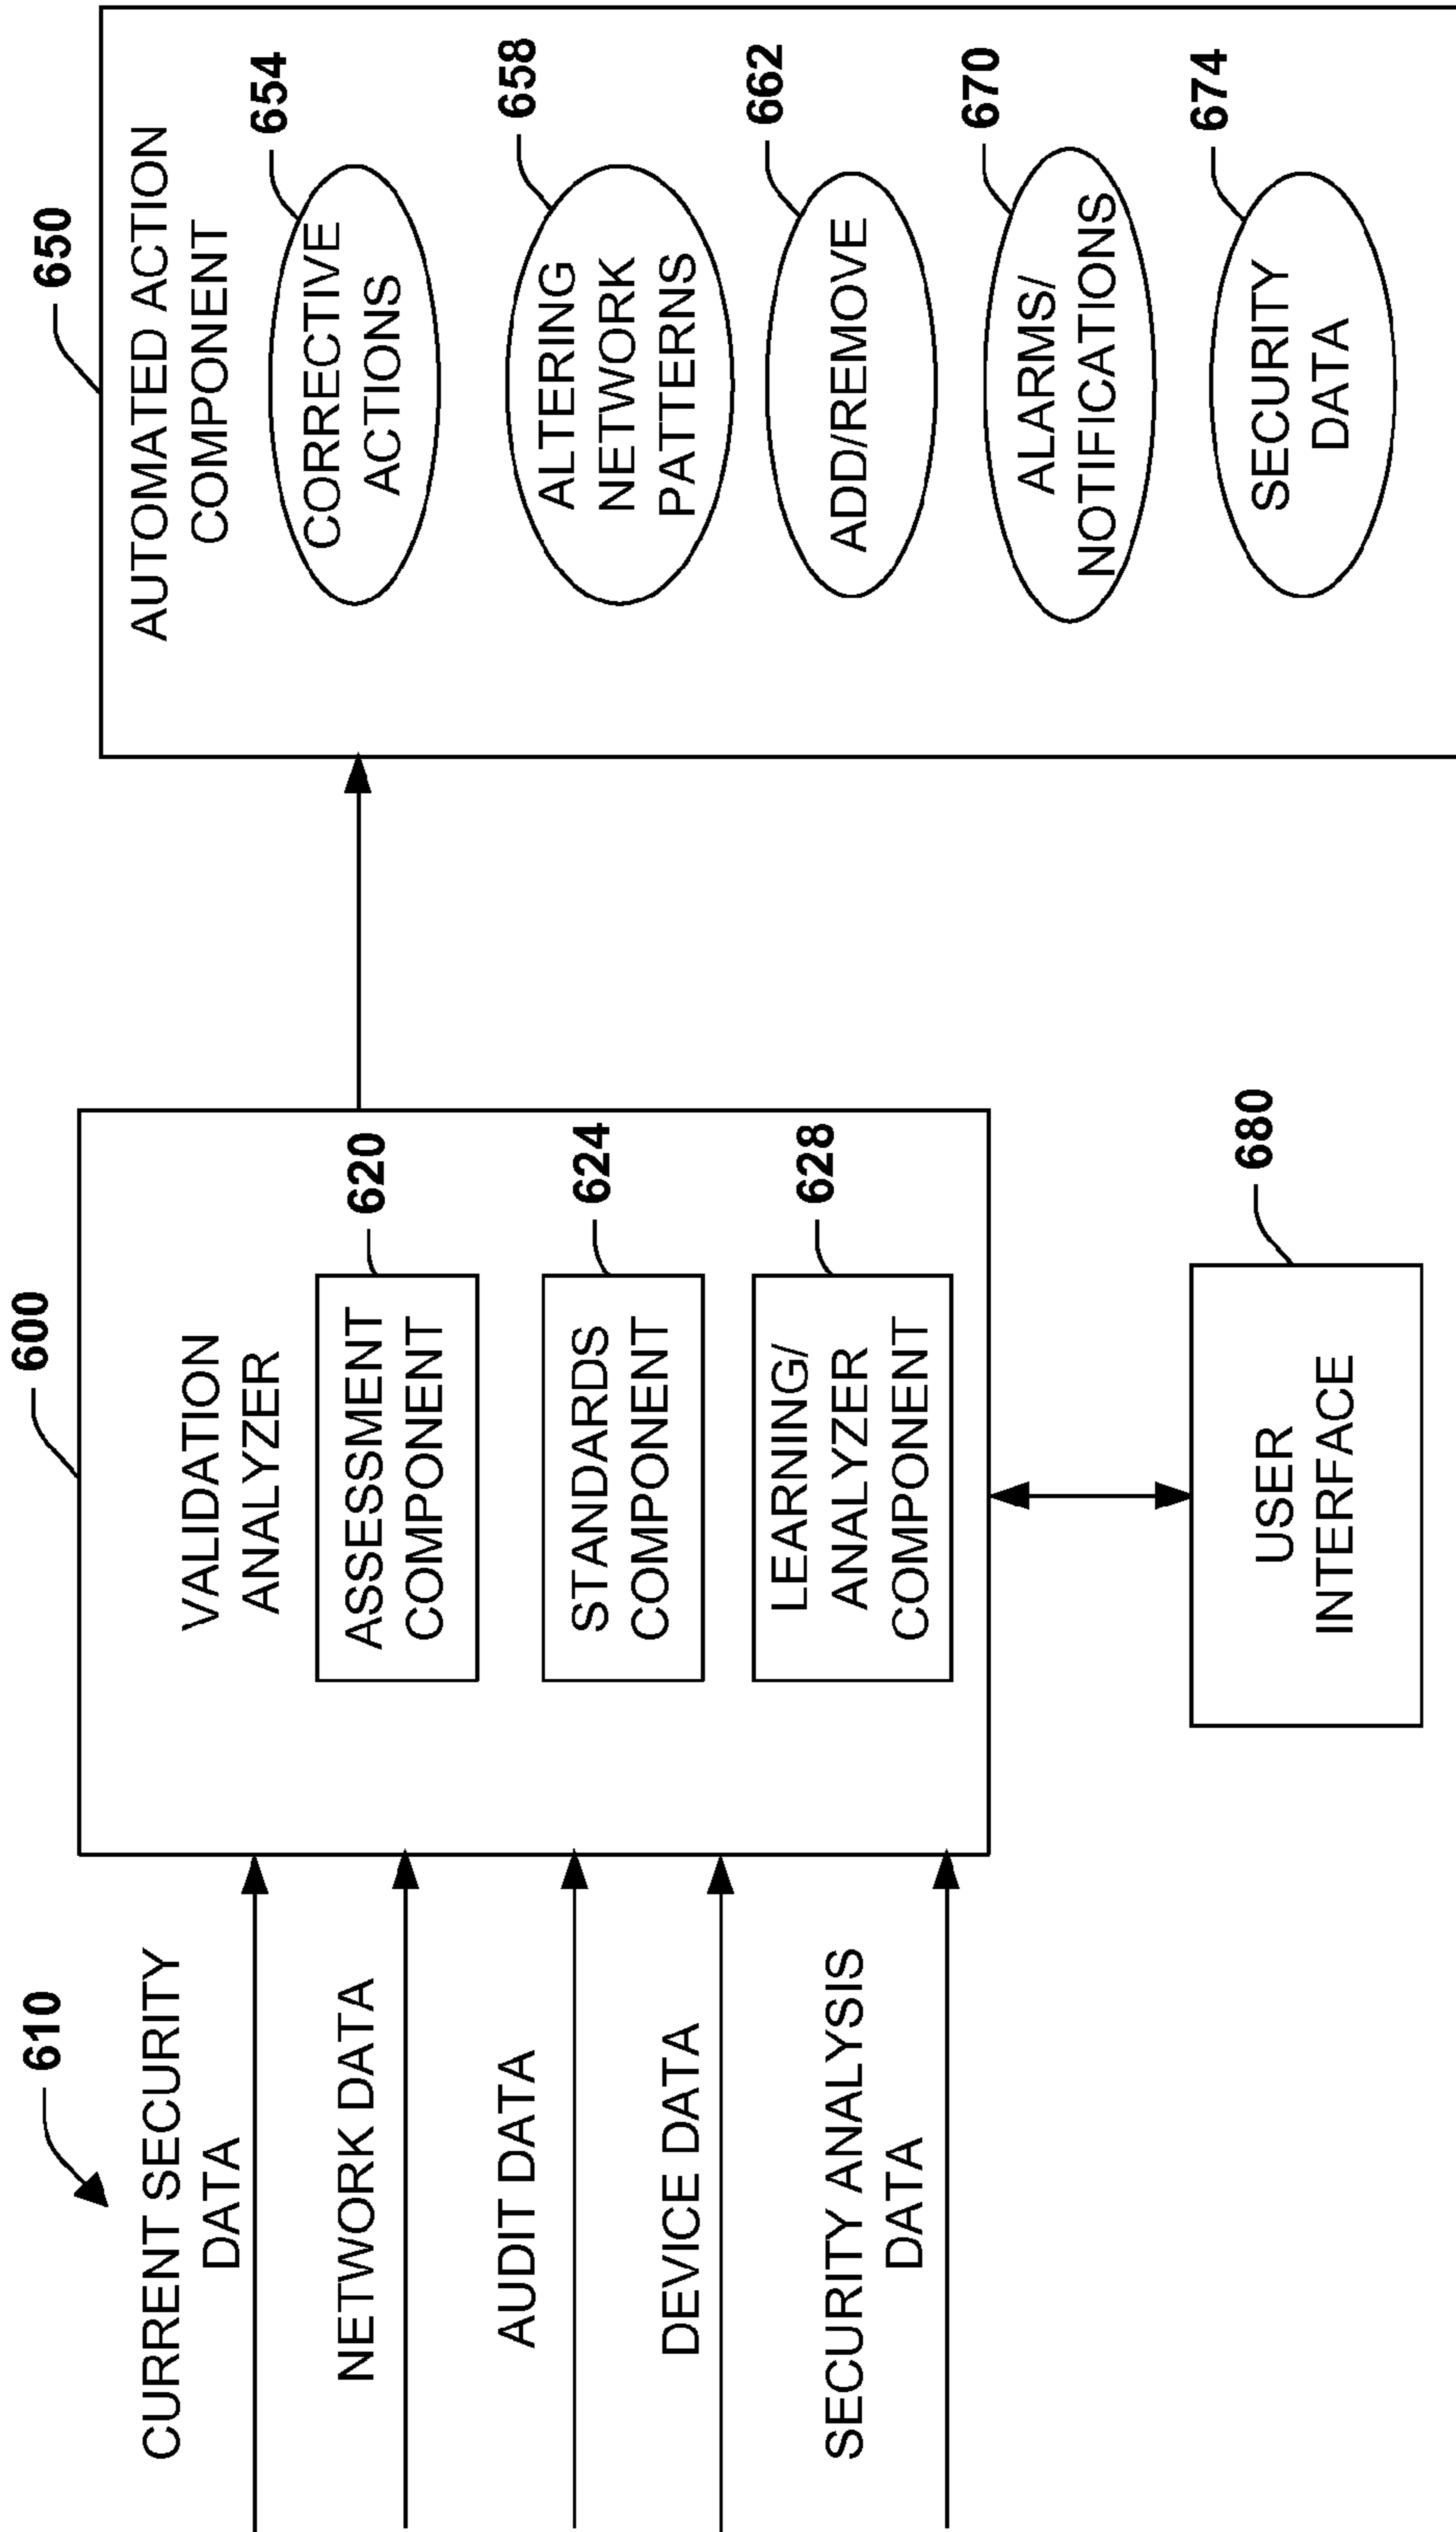 610
CURRENT SECURITY
DATA
NETWORK DATA
AUDIT DATA
DEVICE DATA
SECURITY ANALYSIS
DATA
600
VALIDATION
ANALYZER
620
ASSESSMENT
COMPONENT
624
STANDARDS
COMPONENT
628
LEARNING/
ANALYZER
COMPONENT
680
USER
INTERFACE
650
AUTOMATED ACTION
COMPONENT
654
CORRECTIVE
ACTIONS
658
ALTERING
NETWORK
PATTERNS
662
ADD/REMOVE
670
ALARMS/
NOTIFICATIONS
674
SECURITY
DATA